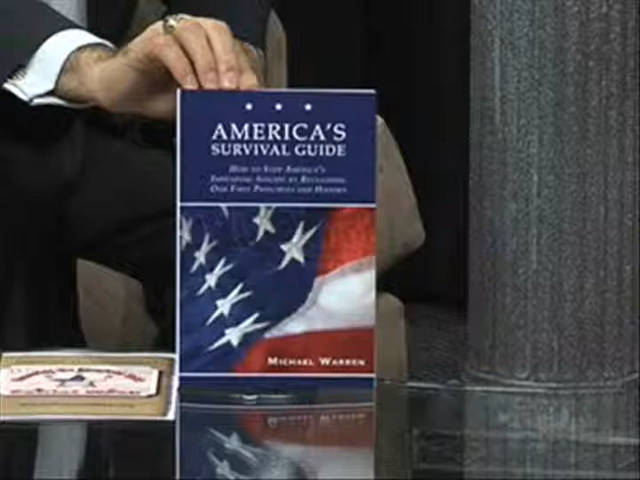 AMERICA'S
SURVIVAL GUIDE
HOW TO STOP AMERICA'S
IMPENDING SUICIDE BY RECLAIMING
OUR FIRST PRINCIPLES AND HISTORY
MICHAEL WARREN